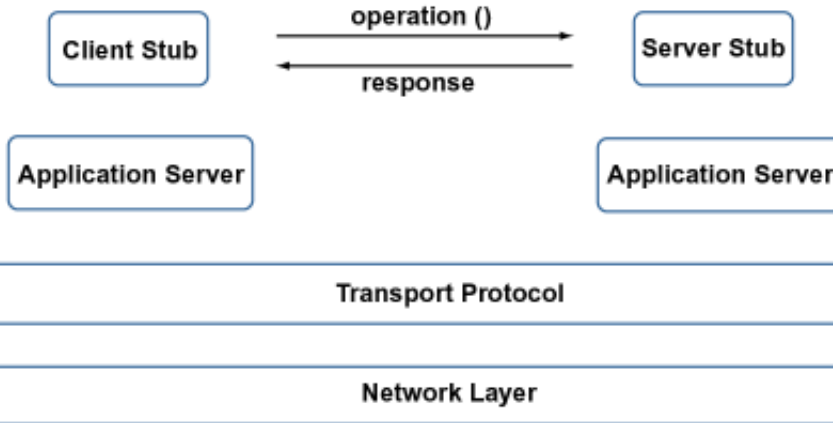 operation ()
Client Stub
Server Stub
response
Application Server
Application Server
Transport Protocol
Network Layer